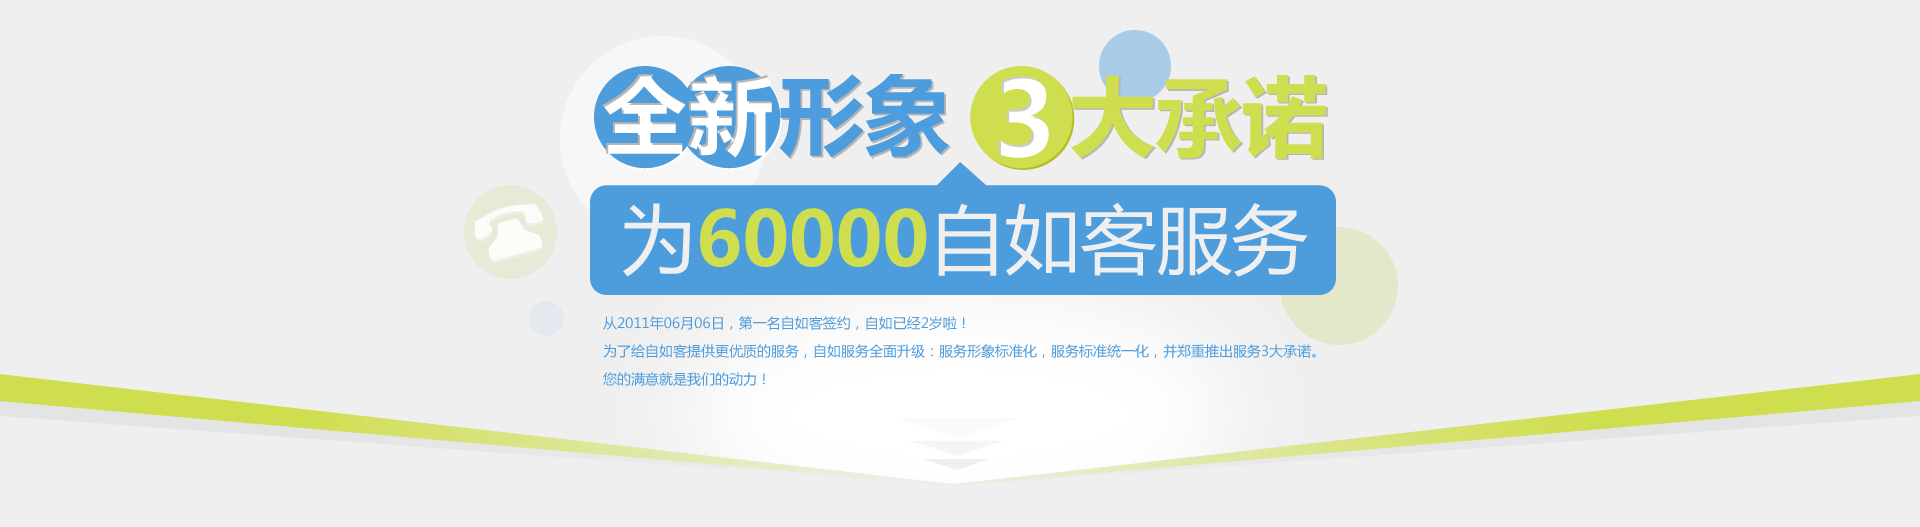 全新形象 3大承诺
为60000自如客服务
从2011年06月06日，第一名自如客签约，自如已经2岁啦！
为了给自如客提供更优质的服务，自如服务全面升级：服务形象标准化，服务标准统一化，并郑重推出服务3大承诺。
您的满意就是我们的动力！